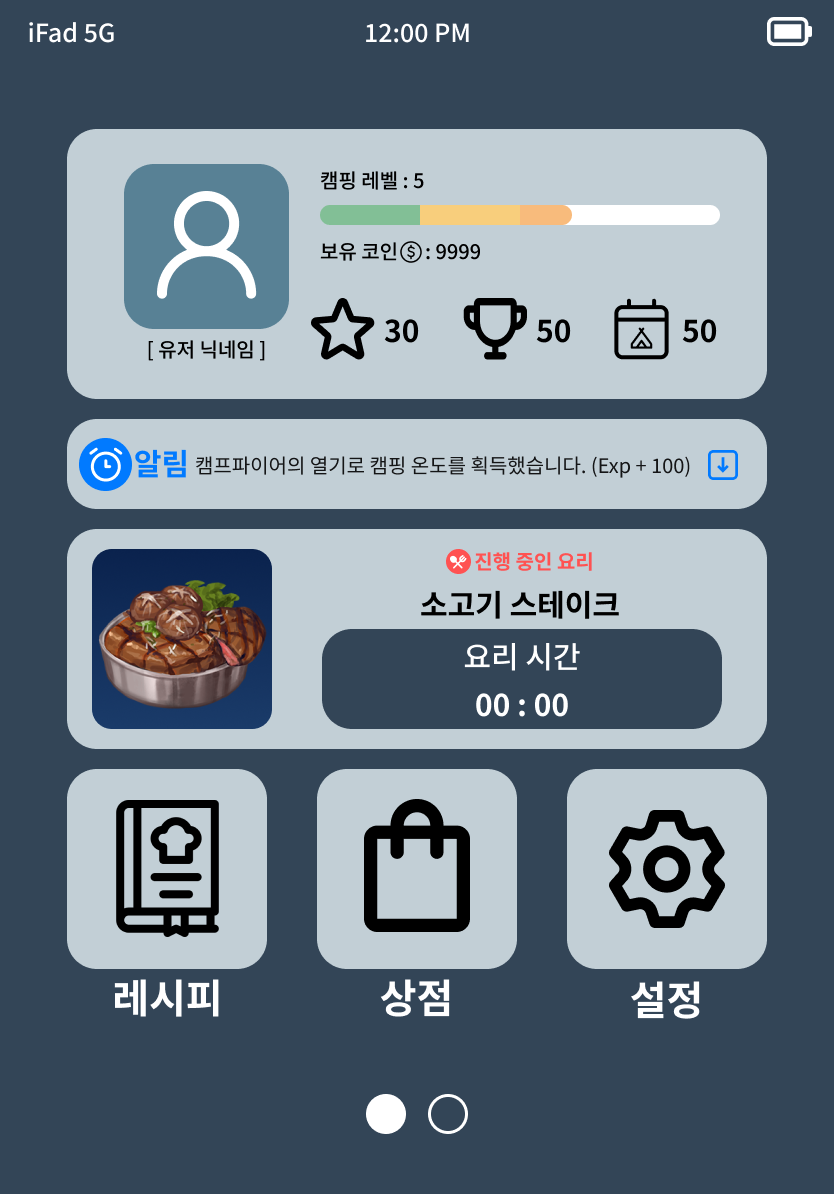 iFad 5G
12:00 PM
캠핑 레벨 : 5
보유 코인$ : 9999
30
50
50
[ 유저 닉네임 ]
알림 캠프파이어의 열기로 캠핑 온도를 획득했습니다. (Exp + 100)
진행 중인 요리
소고기 스테이크
요리 시간
00 : 00
레시피
상점
설정